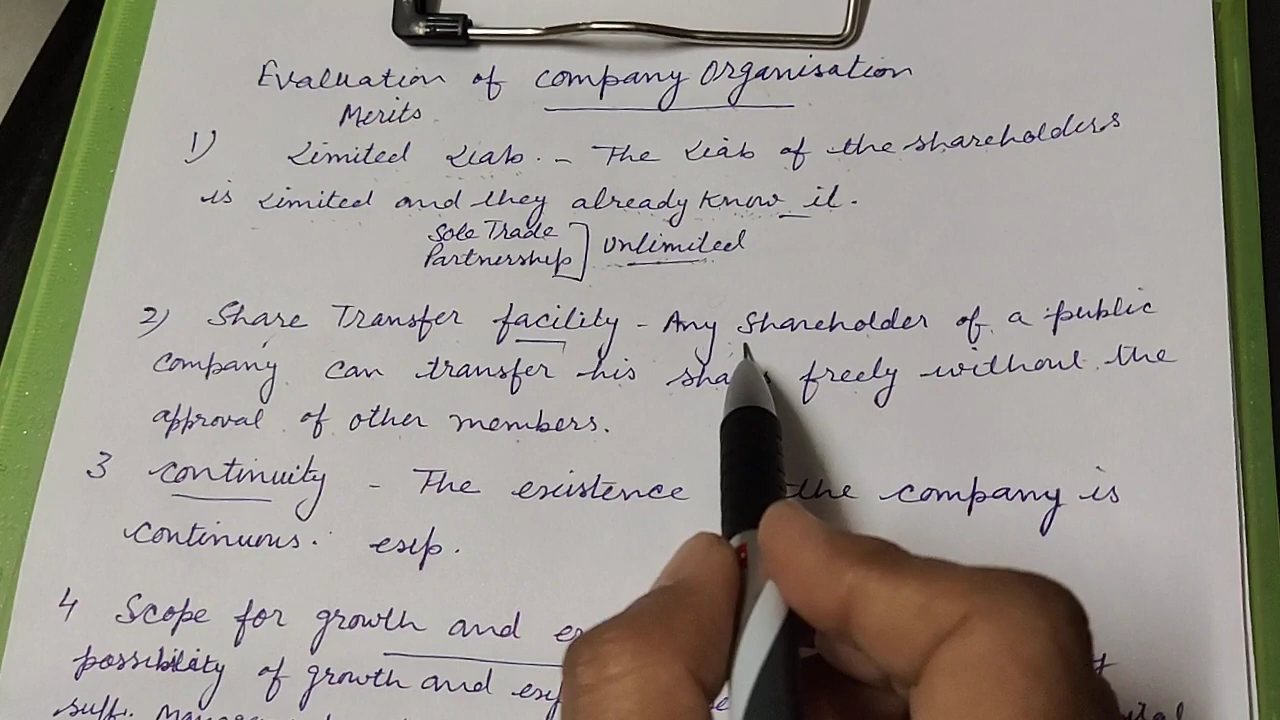 Evaluation of company Organisation
Merits
1) Limited Liab. - The Liab of the shareholders
is Limited and they already know it.
Sole Trade
Partnership ] Unlimited
2) Share Transfer facility - Any shareholder of a public
company can transfer his freely without the
approval of other members.
3 continuity - The existence the company is
continuous. exp.
4 Scope for growth and
possibility of growth and
suff.